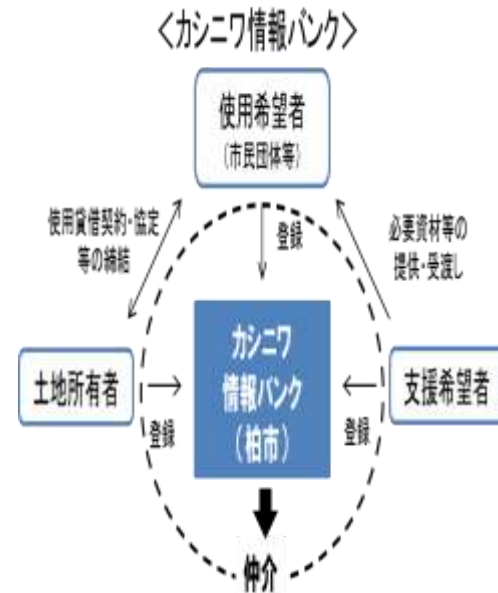 <カシニワ情報バンク>
使用希望者
(市民団体等)
使用貸借契約・協定
等の締結
登録
必要資材等の
提供・受渡し
土地所有者
登録
カシニワ
情報バンク
(柏市)
登録
支援希望者
仲介